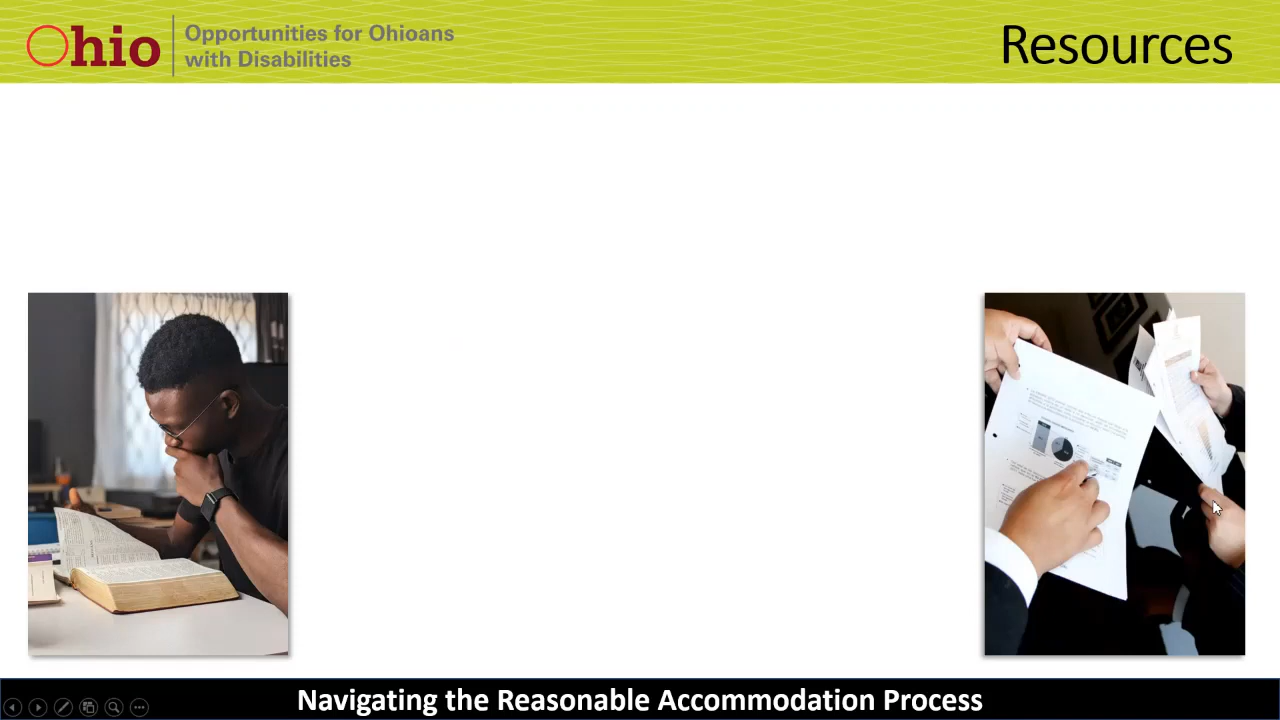 Ohio
Opportunities for Ohioans
with Disabilities
Resources
Navigating the Reasonable Accommodation Process